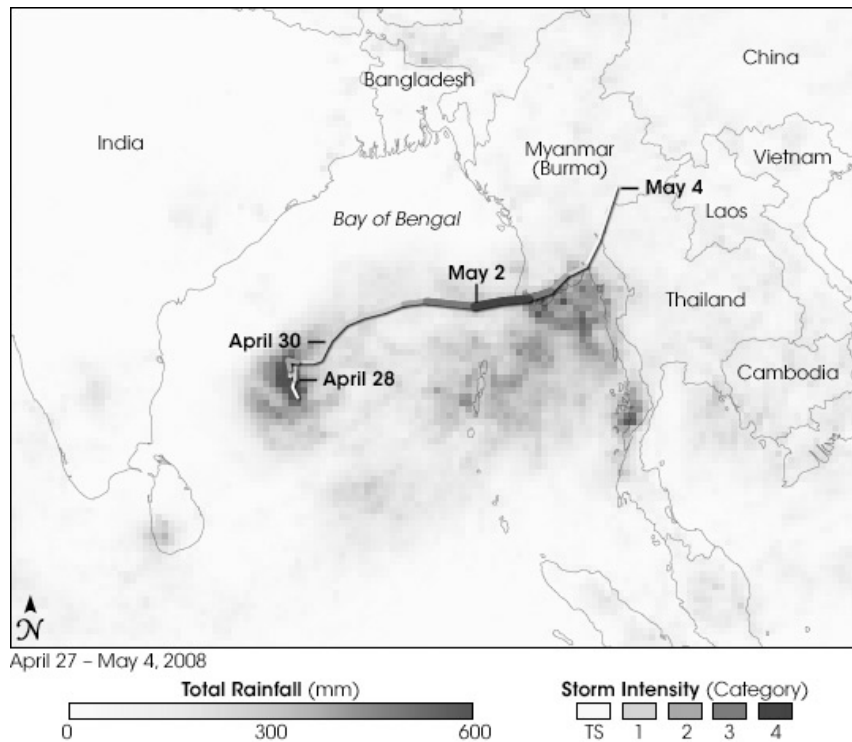 China
Bangladesh
India
Myanmar
(Burma)
Vietnam
May 4
Laos
Bay of Bengal
May 2
Thailand
April 30
April 28
Cambodia
N
April 27 – May 4, 2008
Total Rainfall (mm)
0 300 600
Storm Intensity (Category)
TS 1 2 3 4